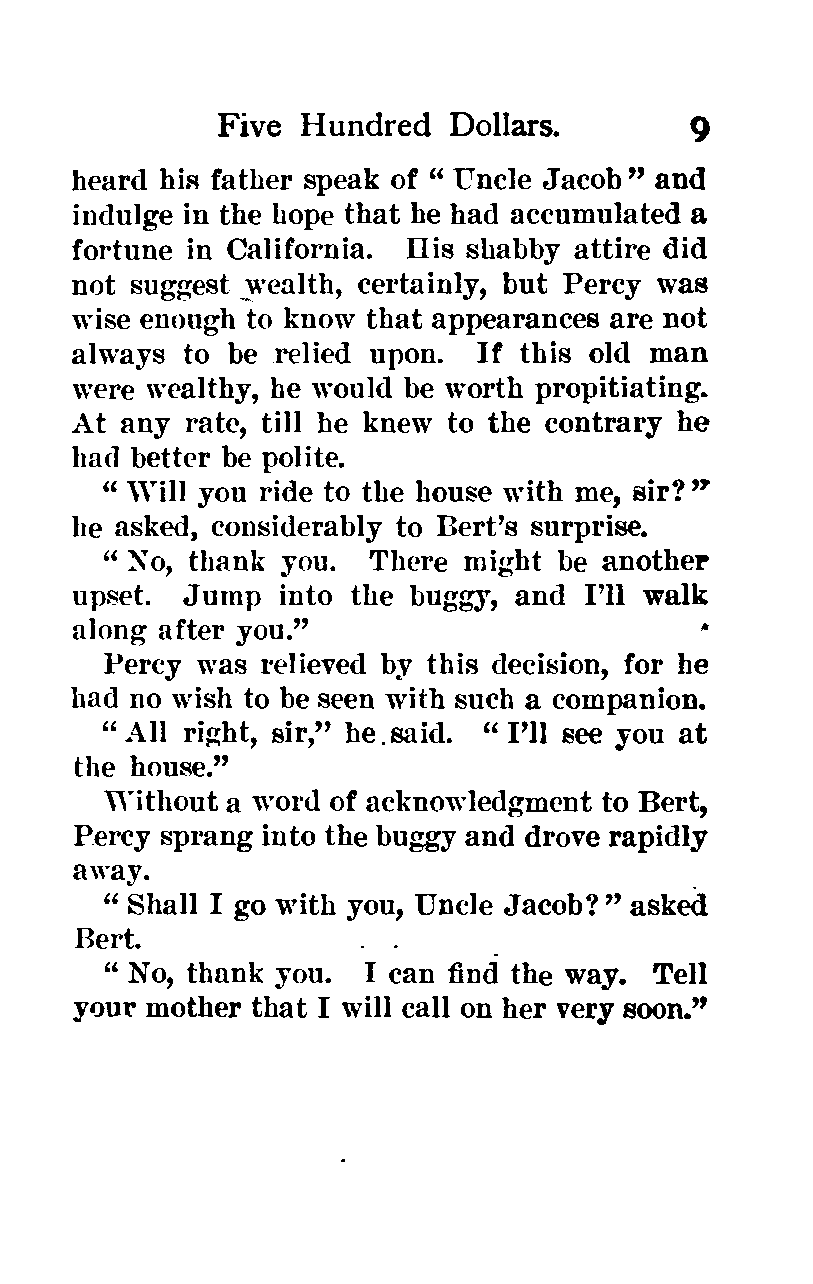 Five Hundred Dollars. 9
heard his father speak of “ Uncle Jacob ” and
indulge in the hope that he had accumulated a
fortune in California. His shabby attire did
not suggest wealth, certainly, but Percy was
wise enough to know that appearances are not
always to be relied upon. If this old man
were wealthy, he would be worth propitiating.
At any rate, till he knew to the contrary he
had better be polite.
“ Will you ride to the house with me, sir? ”
he asked, considerably to Bert’s surprise.
“ No, thank you. There might be another
upset. Jump into the buggy, and I’ll walk
along after you.”
Percy was relieved by this decision, for he
had no wish to be seen with such a companion.
“ All right, sir,” he said. “ I’ll see you at
the house.”
Without a word of acknowledgment to Bert,
Percy sprang into the buggy and drove rapidly
away.
“ Shall I go with you, Uncle Jacob? ” asked
Bert.
“ No, thank you. I can find the way. Tell
your mother that I will call on her very soon.”